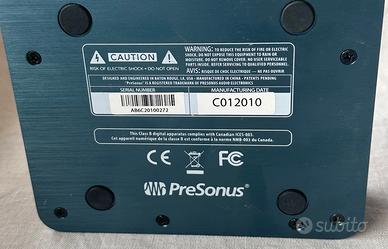 CAUTION
RISK OF ELECTRIC SHOCK • DO NOT OPEN
WARNING: TO REDUCE THE RISK OF FIRE OR ELECTRIC
SHOCK, DO NOT EXPOSE THIS EQUIPMENT TO RAIN OR
MOISTURE. DO NOT REMOVE COVER. NO USER SERVICEABLE
PARTS INSIDE. REFER SERVICING TO QUALIFIED PERSONNEL.
AVIS: RISQUE DE CHOC ELECTRIQUE — NE PAS OUVRIR
DESIGNED AND ENGINEERED IN BATON ROUGE, LA, USA • MANUFACTURED IN CHINA • PATENTS PENDING
"PreSonus" IS A REGISTERED TRADEMARK OF PRESONUS AUDIO ELECTRONICS
SERIAL NUMBER
MANUFACTURING DATE
AB6C20100272
C012010
This Class B digital apparatus complies with Canadian ICES-003.
Cet appareil numérique de la classe B est conforme à la norme NMB-003 du Canada.
CE FC
PreSonus®
subito